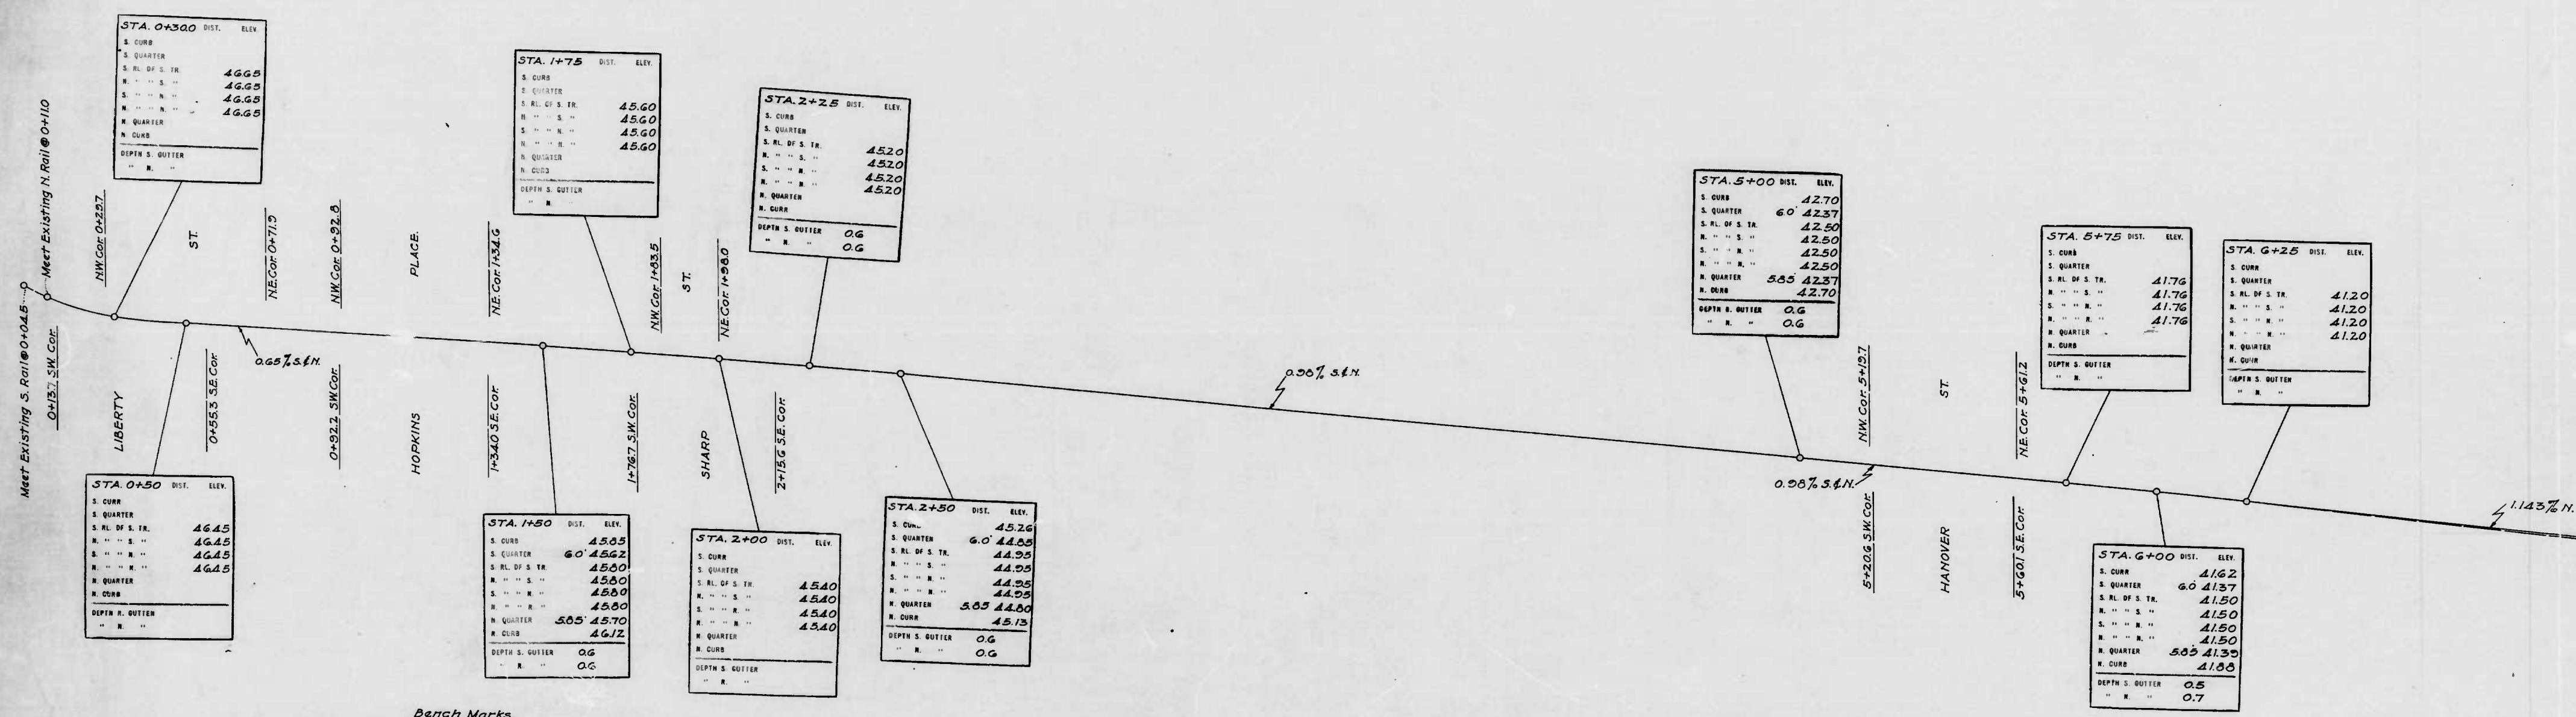 STA. 0+30.0 DIST. ELEV.
S. CURB
S. QUARTER
S. RL. OF S. TR. 46.65
N. " " S. " 46.65
S. " " N. " 46.65
N. " " N. " 46.65
N. QUARTER
N. CURB
DEPTH S. GUTTER
" N. "
STA. 1+75 DIST. ELEV.
S. CURB
S. QUARTER
S. RL. OF S. TR. 45.60
N. " " S. " 45.60
S. " " N. " 45.60
N. " " N. " 45.60
N. QUARTER
N. CURB
DEPTH S. GUTTER
" N.
STA. 2+25 DIST. ELEV.
S. CURB
S. QUARTER
S. RL. OF S. TR. 45.20
N. " " S. " 45.20
S. " " N. " 45.20
N. " " N. " 45.20
N. QUARTER
N. CURB
DEPTH S. GUTTER 0.6
" N. " 0.6
STA. 5+00 DIST. ELEV.
S. CURB 42.70
S. QUARTER 6.0' 42.37
S. RL. OF S. TR. 42.50
N. " " S. " 42.50
S. " " N. " 42.50
N. " " N. " 42.50
N. QUARTER 5.85' 42.37
N. CURB 42.70
DEPTH S. GUTTER 0.6
" N. " 0.6
STA. 5+75 DIST. ELEV.
S. CURB
S. QUARTER
S. RL. OF S. TR. 41.76
N. " " S. " 41.76
S. " " N. " 41.76
N. " " N. " 41.76
N. QUARTER
N. CURB
DEPTH S. GUTTER
" N. "
STA. 6+25 DIST. ELEV.
S. CURB
S. QUARTER
S. RL. OF S. TR. 41.20
N. " " S. " 41.20
S. " " N. " 41.20
N. " " N. " 41.20
N. QUARTER
N. CURB
DEPTH S. GUTTER
" N. "
Meet Existing S. Rail @ 0+04.5
Meet Existing N. Rail @ 0+11.0
N.W. Cor. 0+29.7
ST.
N.E. Cor. 0+71.9
N.W. Cor. 0+92.8
PLACE.
N.E. Cor. 1+34.6
N.W. Cor. 1+83.5
ST.
N.E. Cor. 1+98.0
N.W. Cor. 5+19.7
ST.
N.E. Cor. 5+61.2
0.65% S.&N.
0.98% S.&N.
0.98% S.&N.
1.143% N.
0+13.7 S.W. Cor.
LIBERTY
0+55.3 S.E. Cor.
0+92.2 S.W. Cor.
HOPKINS
1+34.0 S.E. Cor.
1+76.7 S.W. Cor.
SHARP
2+15.6 S.E. Cor.
5+20.6 S.W. Cor.
HANOVER
5+60.1 S.E. Cor.
STA. 0+50 DIST. ELEV.
S. CURB
S. QUARTER
S. RL. OF S. TR. 46.45
N. " " S. " 46.45
S. " " N. " 46.45
N. " " N. " 46.45
N. QUARTER
N. CURB
DEPTH S. GUTTER
" N. "
STA. 1+50 DIST. ELEV.
S. CURB 45.85
S. QUARTER 6.0' 45.62
S. RL. OF S. TR. 45.80
N. " " S. " 45.80
S. " " N. " 45.80
N. " " N. " 45.80
N. QUARTER 5.85' 45.70
N. CURB 46.12
DEPTH S. GUTTER 0.6
" N. " 0.6
STA. 2+00 DIST. ELEV.
S. CURB
S. QUARTER
S. RL. OF S. TR. 45.40
N. " " S. " 45.40
S. " " N. " 45.40
N. " " N. " 45.40
N. QUARTER
N. CURB
DEPTH S. GUTTER
" N. "
STA. 2+50 DIST. ELEV.
S. CURB 45.26
S. QUARTER 6.0' 44.85
S. RL. OF S. TR. 44.95
N. " " S. " 44.95
S. " " N. " 44.95
N. " " N. " 44.95
N. QUARTER 5.85 44.80
N. CURB 45.13
DEPTH S. GUTTER 0.6
" N. " 0.6
STA. 6+00 DIST. ELEV.
S. CURB 41.62
S. QUARTER 6.0' 41.37
S. RL. OF S. TR. 41.50
N. " " S. " 41.50
S. " " N. " 41.50
N. " " N. " 41.50
N. QUARTER 5.85 41.39
N. CURB 41.88
DEPTH S. GUTTER 0.5
" N. " 0.7
Bench Marks